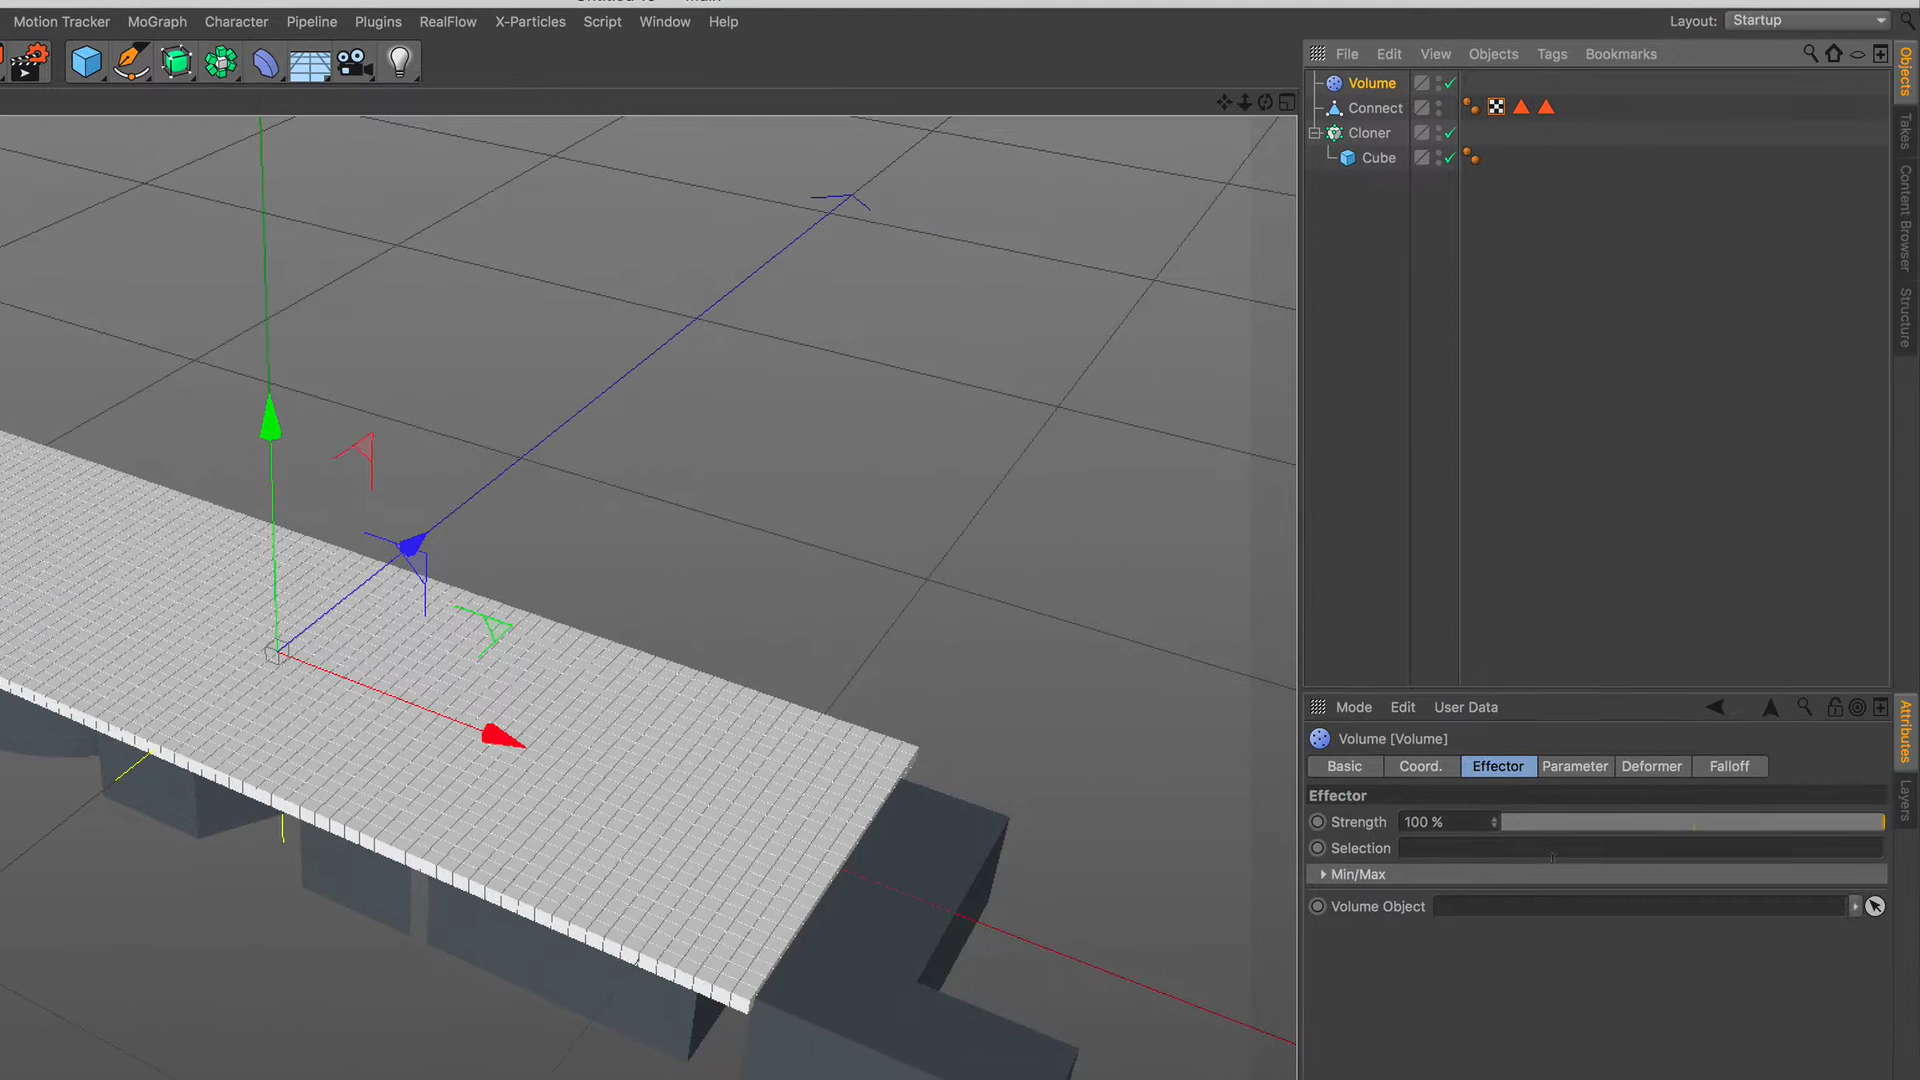 Motion Tracker MoGraph Character Pipeline Plugins RealFlow X-Particles Script Window Help
Layout: Startup
File Edit View Objects Tags Bookmarks
Volume
Connect
Cloner
Cube
Objects
Takes
Content Browser
Structure
Mode Edit User Data
Volume [Volume]
Basic Coord. Effector Parameter Deformer Falloff
Effector
Strength 100 %
Selection
Min/Max
Volume Object
Attributes
Layers